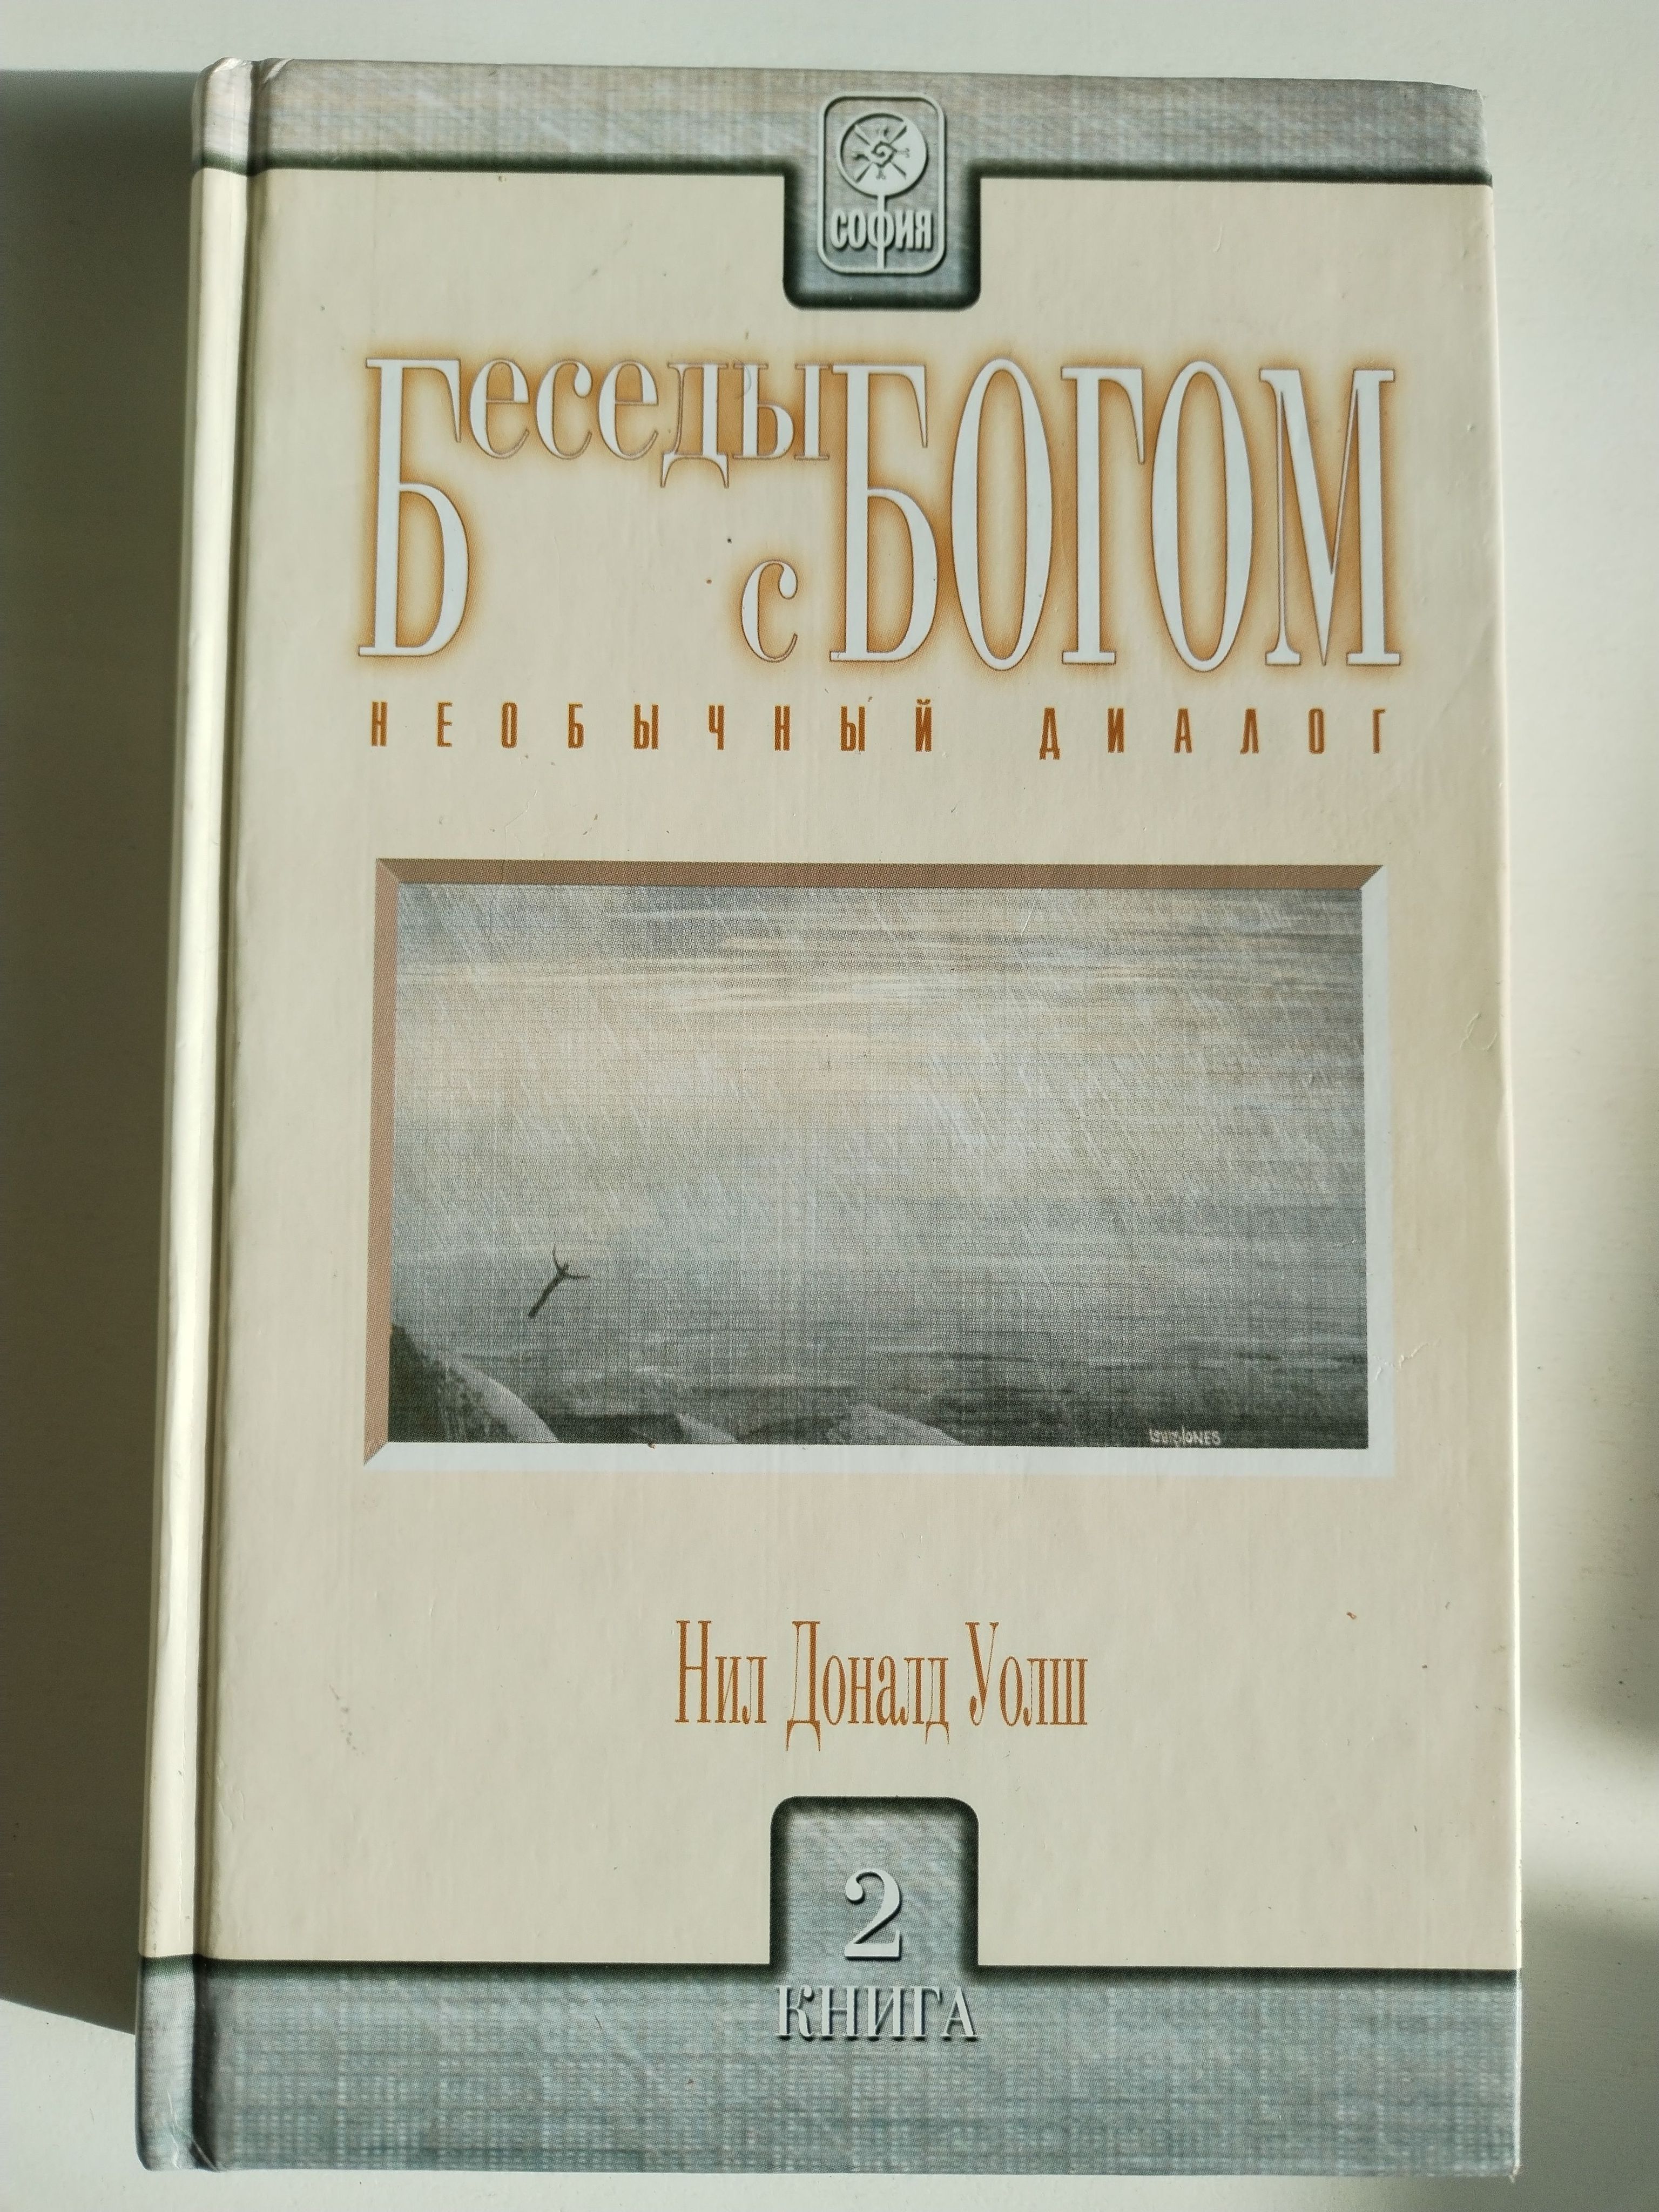 СОФИЯ
Беседы
с БОГОМ
НЕОБЫЧНЫЙ ДИАЛОГ
Нил Доналд Уолш
2
КНИГА